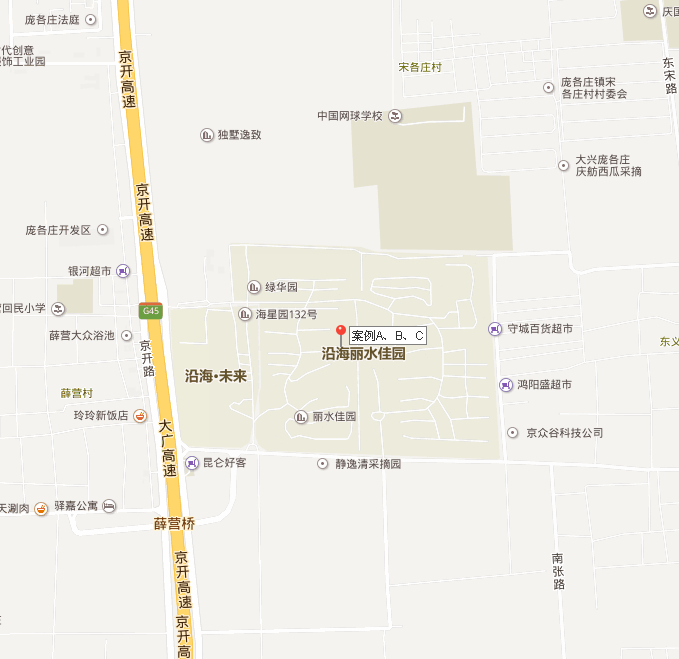 庞各庄法庭
庆国
代创意
饰工业园
京开高速
宋各庄村
东宋路
庞各庄镇宋
各庄村村委会
中国网球学校
独墅逸致
大兴庞各庄
庆舫西瓜采摘
京开高速
庞各庄开发区
银河超市
绿华园
回民小学
G45
海星园132号
守城百货超市
薛营大众浴池
京开路
案例A、B、C
沿海丽水佳园
东义
沿海·未来
鸿阳盛超市
薛营村
玲玲新饭店
丽水佳园
大广高速
京众谷科技公司
昆仑好客
静逸清采摘园
天涮肉
驿嘉公寓
薛营桥
京开高速
南张路
京开高